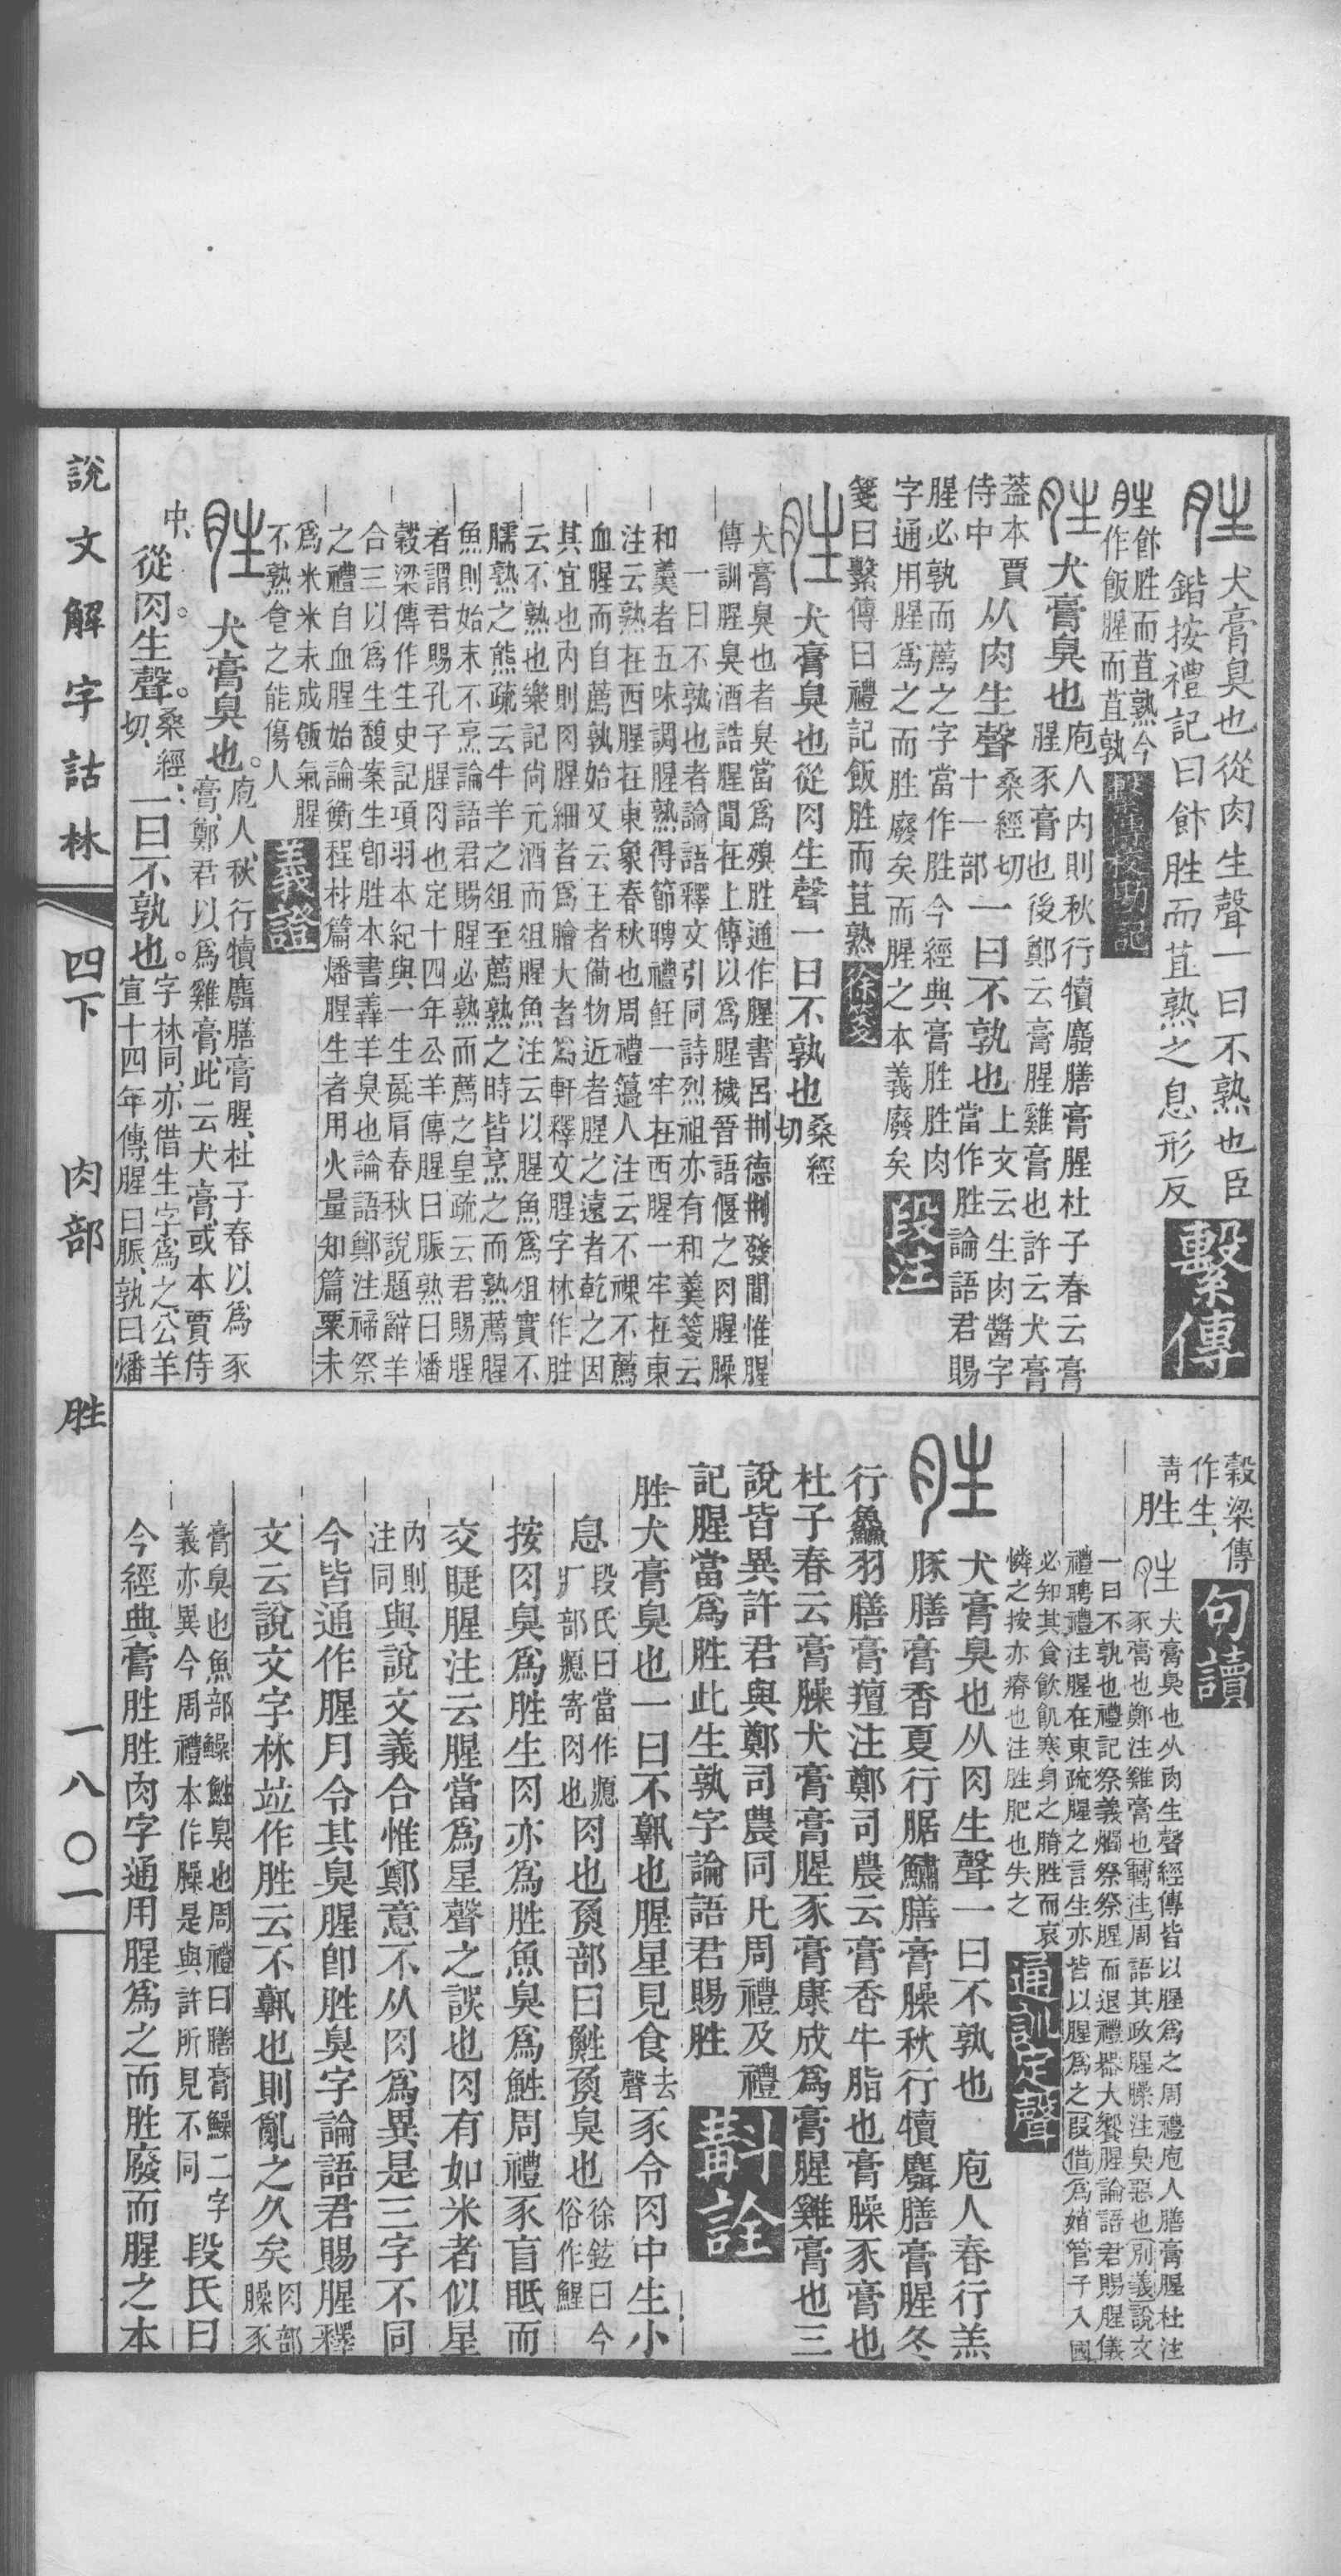 胜犬膏臭也從肉生聲一曰不熟也臣
鍇按禮記曰飵胜而苴熟之息形反
繫傳
胜飵胜而苴熟今
作飯腥而苴孰
繫傳校勘記
胜犬膏臭也
庖人內則秋行犢麛膳膏腥杜子春云膏
腥豕膏也後鄭云膏腥雞膏也許云犬膏
葢本賈
侍中
从肉生聲
桑經切
十一部
一曰不孰也
上文云生肉醬字
當作胜論語君賜
腥必孰而薦之字當作胜今經典膏胜胜肉
字通用腥爲之而胜廢矣而腥之本義廢矣
段注
箋曰繫傳曰禮記飯胜而苴熟
徐箋
胜犬膏臭也從肉生聲一曰不孰也
桑經
切
犬膏臭也者臭當爲殠胜通作腥書呂刑德刑發聞惟腥
傳訓腥臭酒誥腥聞在上傳以爲腥穢晉語偃之肉腥臊
一曰不孰也者論語釋文引同詩烈祖亦有和羹箋云
和羹者五味調腥熟得節聘禮飪一牢在西腥一牢在東
注云熟在西腥在東象春秋也周禮籩人注云不祼不薦
血腥而自薦孰始又云王者備物近者腥之遠者乾之因
其宜也內則肉腥細者爲膾大者爲軒釋文腥字林作胜
云不熟也樂記尙元酒而俎腥魚注云以腥魚爲俎實不
臑熟之熊疏云牛羊之俎至薦熟之時皆亨之而熟薦腥
魚則始末不亨論語君賜腥必熟而薦之皇疏云君賜腥
者謂君賜孔子腥肉也定十四年公羊傳腥曰脤熟曰燔
穀梁傳作生史記項羽本紀與一生彘肩春秋說題辭羊
合三以爲生馥案生卽胜本書羴羊臭也論語鄭注禘祭
之禮自血腥始論衡程材篇燔腥生者用火量知篇粟未
爲米米未成飯氣腥
不熟食之能傷人
義證
胜犬膏臭也。
庖人、秋行犢麛膳膏腥、杜子春以爲豕
膏、鄭君以爲雞膏、此云犬膏、或本賈侍
中、
從肉。生聲。
桑經、
切、
一曰不孰也。
字林同、亦借生字爲之、公羊
宣十四年傳、腥曰脤、孰曰燔
說文解字詁林
四下
肉部
胜
一八〇一
穀梁傳
作生、
句讀
靑胜
胜犬膏臭也从肉生聲經傳皆以腥爲之周禮庖人膳膏腥杜注
豕膏也鄭注雞膏也轉注周語其政腥臊注臭惡也別義說文
一曰不孰也禮記祭義爓祭祭腥而退禮器大饗腥論語君賜腥儀
禮聘禮注腥在東疏腥之言生亦皆以腥爲之叚借爲㛐管子入國
必知其食飲飢寒身之膌胜而哀
憐之按亦瘠也注胜肥也失之
通訓定聲
胜
犬膏臭也从肉生聲一曰不孰也　庖人春行羔
豚膳膏香夏行腒鱐膳膏臊秋行犢麛膳膏腥冬
行鱻羽膳膏羶注鄭司農云膏香牛脂也膏臊豕膏也
杜子春云膏臊犬膏膏腥豕膏康成爲膏腥雞膏也三
說皆異許君與鄭司農同凡周禮及禮
記腥當爲胜此生孰字論語君賜胜
斠詮
胜犬膏臭也一曰不孰也腥星見食
去
聲
豕令肉中生小
息
段氏曰當作瘜
疒部瘜寄肉也
肉也魚部曰鮏魚臭也
徐鉉曰今
俗作鯹
按肉臭爲胜生肉亦爲胜魚臭爲鮏周禮豕盲眡而
交睫腥注云腥當爲星聲之誤也肉有如米者似星
內則
注同
與說文義合惟鄭意不从肉爲異是三字不同
今皆通作腥月令其臭腥卽胜臭字論語君賜腥釋
文云說文字林竝作胜云不孰也則亂之久矣
肉部
臊豕
膏臭也魚部鱢鮏臭也周禮曰膳膏鱢二字
義亦異今周禮本作臊是與許所見不同
段氏曰
今經典膏胜胜肉字通用腥爲之而胜廢而腥之本